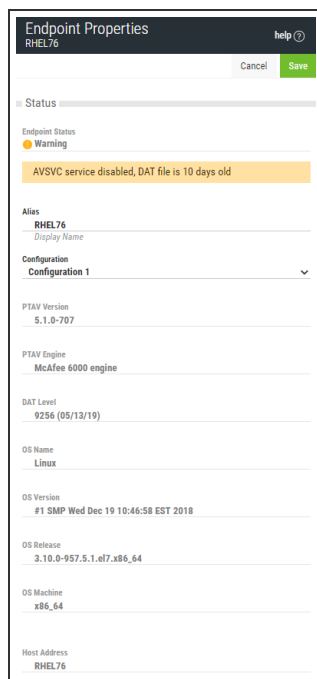 Endpoint Properties
RHEL76
help ?
Cancel
Save
Status
Endpoint Status
Warning
AVSVC service disabled, DAT file is 10 days old
Alias
RHEL76
Display Name
Configuration
Configuration 1
PTAV Version
5.1.0-707
PTAV Engine
McAfee 6000 engine
DAT Level
9256 (05/13/19)
OS Name
Linux
OS Version
#1 SMP Wed Dec 19 10:46:58 EST 2018
OS Release
3.10.0-957.5.1.el7.x86_64
OS Machine
x86_64
Host Address
RHEL76